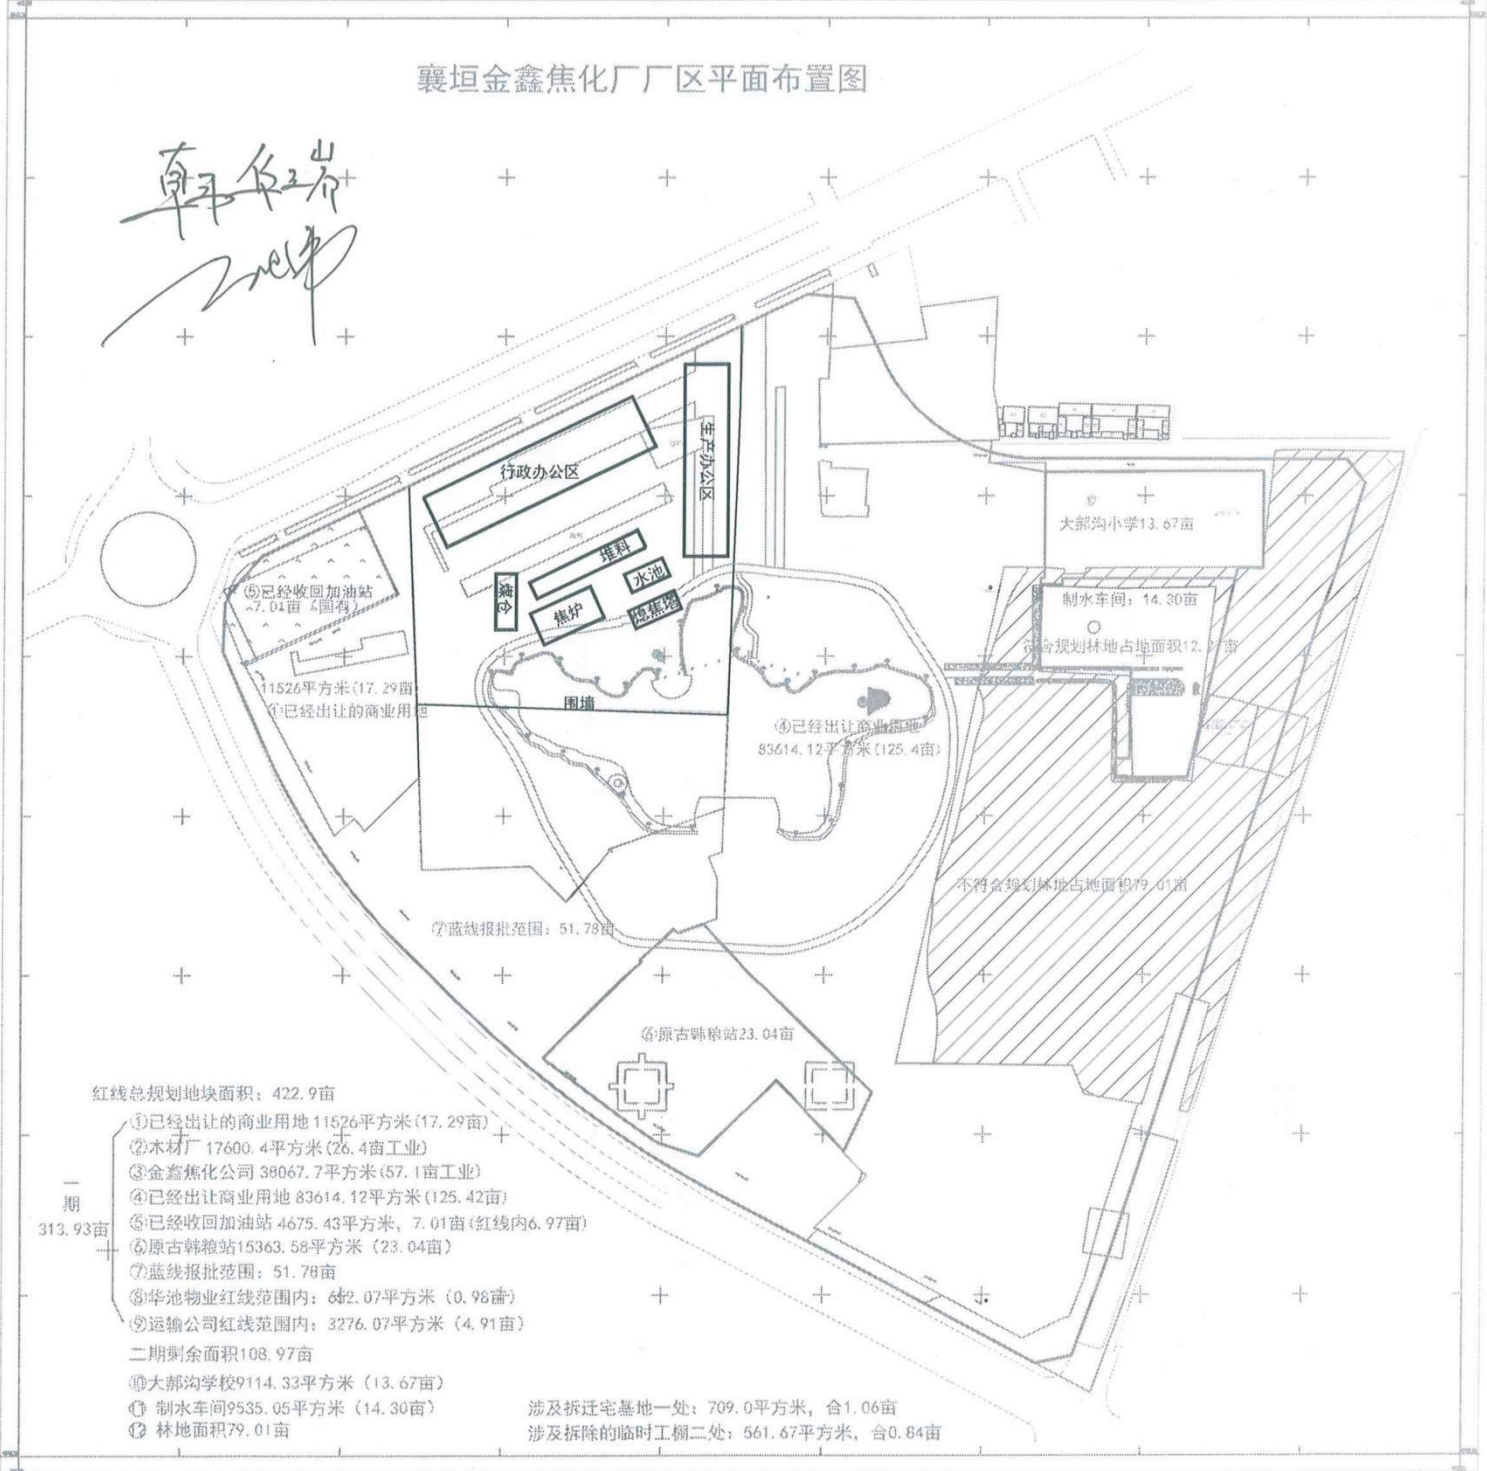 襄垣金鑫焦化厂厂区平面布置图
行政办公区
生产办公区
堆料
水池
煤仓
焦炉
熄焦塔
围墙
⑤已经收回加油站
7.01亩（国有）
11526平方米(17.29亩
①已经出让的商业用地
④已经出让商业用地
83614.12平方米(125.4亩)
大郝沟小学13.67亩
制水车间：14.30亩
符合规划林地占地面积12.
不符合规划林地占地面积79.01亩
⑦蓝线报批范围：51.78亩
⑥原古韩粮站23.04亩
红线总规划地块面积：422.9亩
一期
313.93亩
①已经出让的商业用地 11526平方米(17.29亩)
②木材厂 17600.4平方米(26.4亩工业)
③金鑫焦化公司 38067.7平方米(57.1亩工业)
④已经出让商业用地 83614.12平方米(125.42亩)
⑤已经收回加油站 4675.43平方米，7.01亩(红线内6.97亩)
⑥原古韩粮站15363.58平方米（23.04亩）
⑦蓝线报批范围：51.78亩
⑧华池物业红线范围内：652.07平方米（0.98亩）
⑨运输公司红线范围内：3276.07平方米（4.91亩）
二期剩余面积108.97亩
⑩大郝沟学校9114.33平方米（13.67亩）
⑪ 制水车间9535.05平方米（14.30亩）
⑫ 林地面积79.01亩
涉及拆迁宅基地一处：709.0平方米，合1.06亩
涉及拆除的临时工棚二处：561.67平方米，合0.84亩